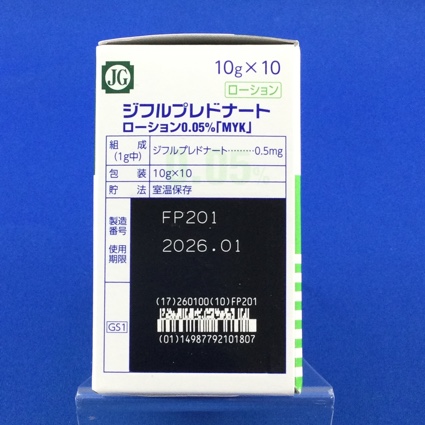 JG
10g×10
ローション
ジフルプレドナート
ローション0.05%「MYK」
組成
(1g中)
ジフルプレドナート………0.5mg
0.05%
包装
10g×10
貯法
室温保存
製造
番号
FP201
使用
期限
2026.01
(17)260100(10)FP201
GS1
(01)14987792101807